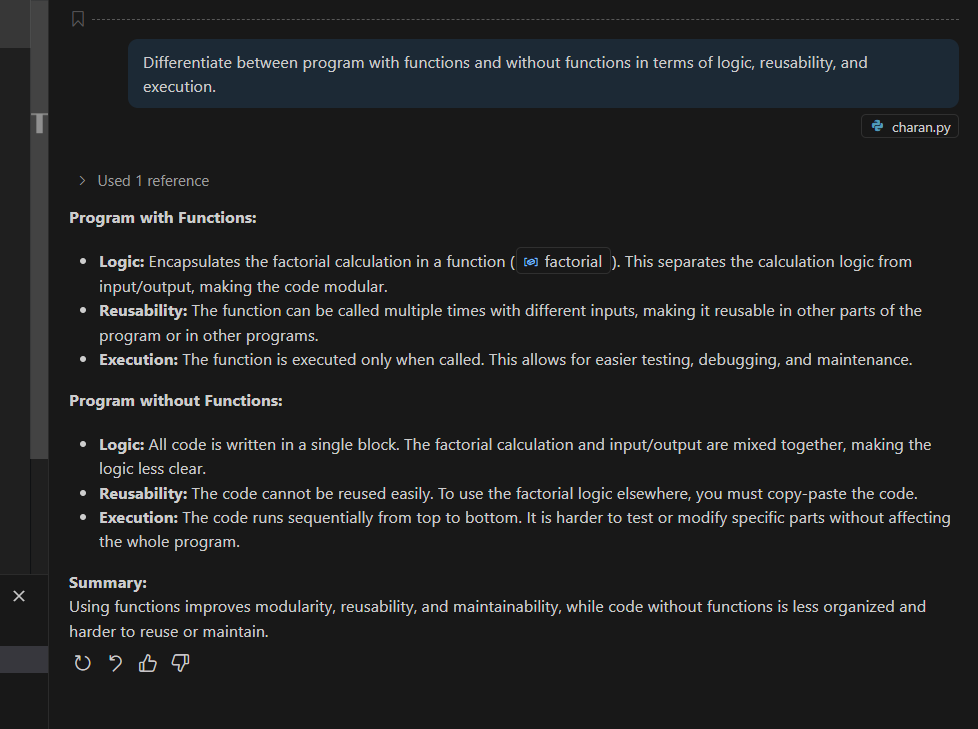 Differentiate between program with functions and without functions in terms of logic, reusability, and
execution.
charan.py
Used 1 reference
Program with Functions:
• Logic: Encapsulates the factorial calculation in a function ( factorial ). This separates the calculation logic from
input/output, making the code modular.
• Reusability: The function can be called multiple times with different inputs, making it reusable in other parts of the
program or in other programs.
• Execution: The function is executed only when called. This allows for easier testing, debugging, and maintenance.
Program without Functions:
• Logic: All code is written in a single block. The factorial calculation and input/output are mixed together, making the
logic less clear.
• Reusability: The code cannot be reused easily. To use the factorial logic elsewhere, you must copy-paste the code.
• Execution: The code runs sequentially from top to bottom. It is harder to test or modify specific parts without affecting
the whole program.
Summary:
Using functions improves modularity, reusability, and maintainability, while code without functions is less organized and
harder to reuse or maintain.